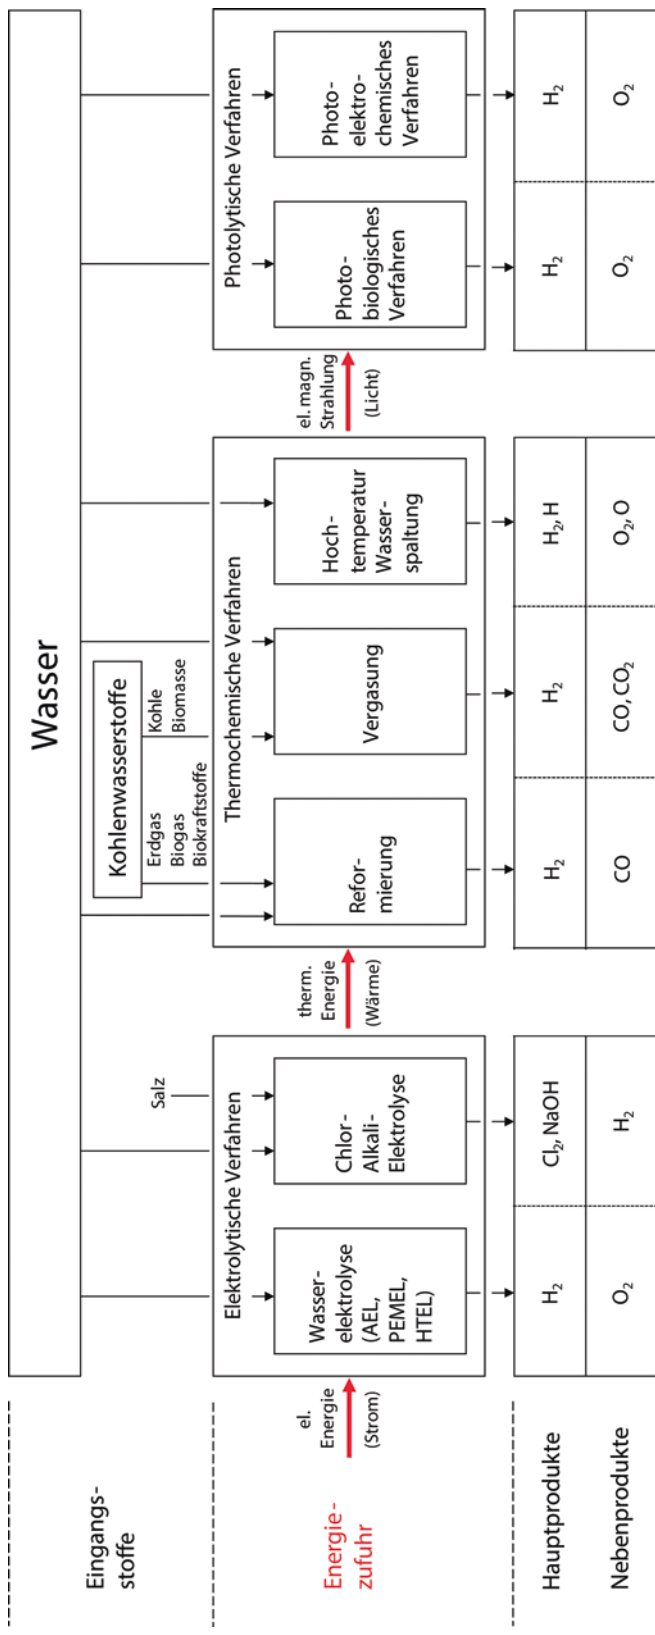 Wasser
Eingangs-
stoffe
Kohlenwasserstoffe
Salz
Erdgas
Biogas
Biokraftstoffe
Kohle
Biomasse
Energie-
zufuhr
el.
Energie
(Strom)
Elektrolytische Verfahren
Wasser-
elektrolyse
(AEL,
PEMEL,
HTEL)
Chlor-
Alkali-
Elektrolyse
therm.
Energie
(Wärme)
Thermochemische Verfahren
Refor-
mierung
Vergasung
Hoch-
temperatur
Wasser-
spaltung
el. magn.
Strahlung
(Licht)
Photolytische Verfahren
Photo-
biologisches
Verfahren
Photo-
elektro-
chemisches
Verfahren
Hauptprodukte
H₂
Cl₂, NaOH
H₂
H₂
H₂, H
H₂
H₂
Nebenprodukte
O₂
H₂
CO
CO, CO₂
O₂, O
O₂
O₂